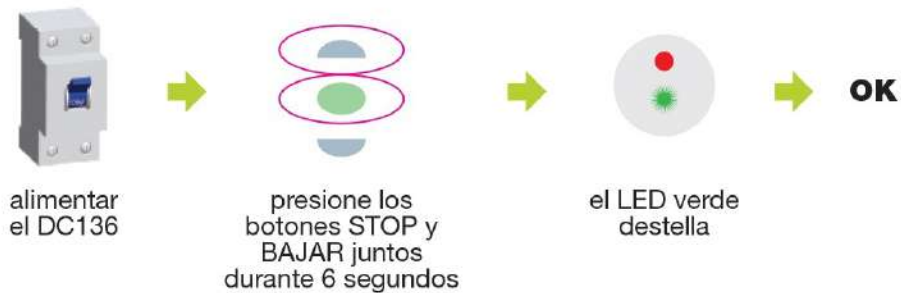 OK
alimentar
el DC136
presione los
botones STOP y
BAJAR juntos
durante 6 segundos
el LED verde
destella